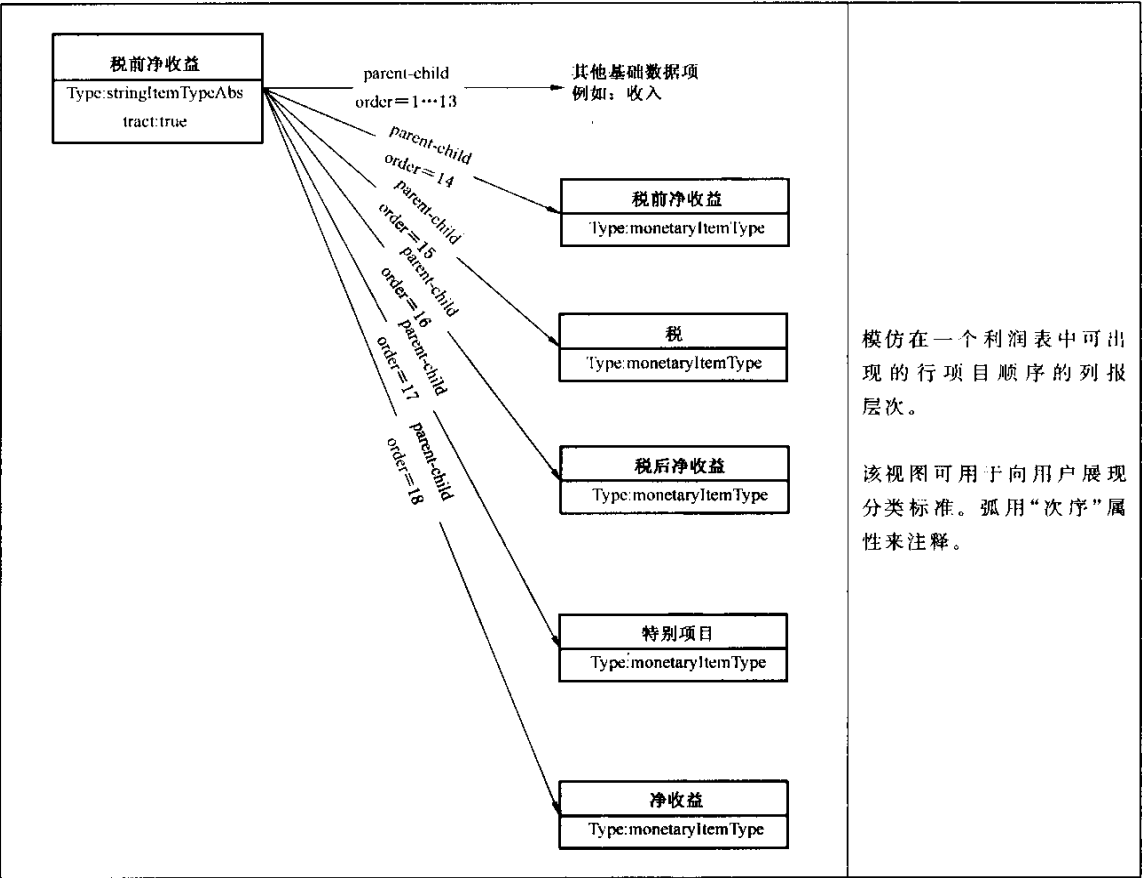 税前净收益
Type:stringItemTypeAbs
tract:true
parent-child
order=1…13
其他基础数据项
例如：收入
parent-child
order=14
税前净收益
Type:monetaryItemType
parent-child
order=15
税
Type:monetaryItemType
parent-child
order=16
税后净收益
Type:monetaryItemType
parent-child
order=17
特别项目
Type:monetaryItemType
parent-child
order=18
净收益
Type:monetaryItemType
模仿在一个利润表中可出
现的行项目顺序的列报
层次。
该视图可用于向用户展现
分类标准。弧用“次序”属
性来注释。